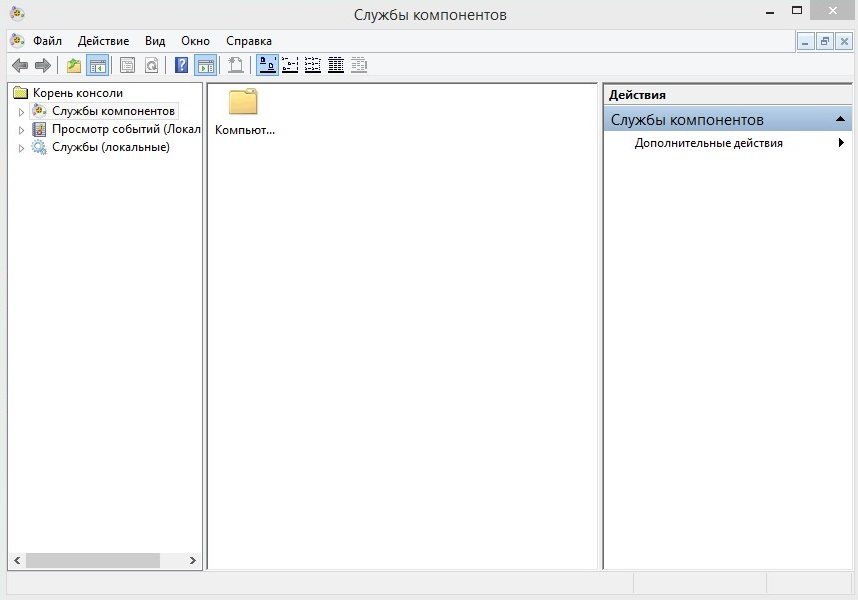 Службы компонентов
Файл Действие Вид Окно Справка
Корень консоли
Службы компонентов
Просмотр событий (Локал
Службы (локальные)
Компьют...
Действия
Службы компонентов
Дополнительные действия